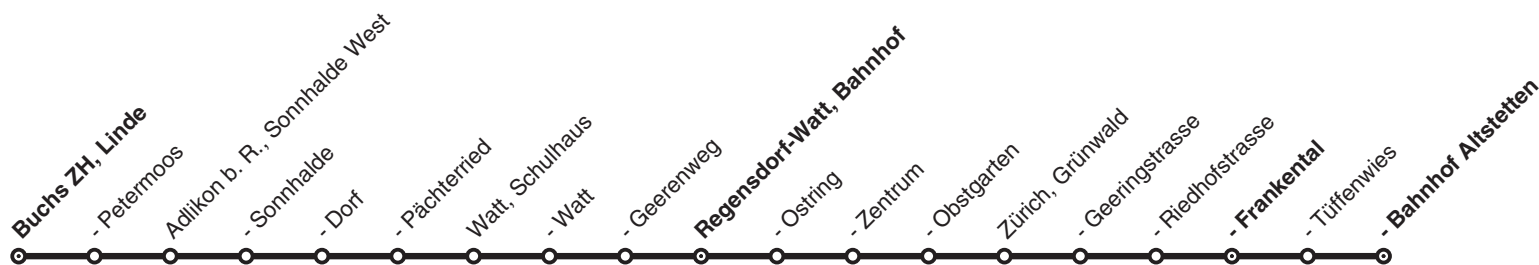 Buchs ZH, Linde
- Petermoos
Adlikon b. R., Sonnhalde West
- Sonnhalde
- Dorf
- Pächterried
Watt, Schulhaus
- Watt
- Geerenweg
Regensdorf-Watt, Bahnhof
- Ostring
- Zentrum
- Obstgarten
Zürich, Grünwald
- Geeringstrasse
- Riedhofstrasse
- Frankental
- Tüffenwies
- Bahnhof Altstetten